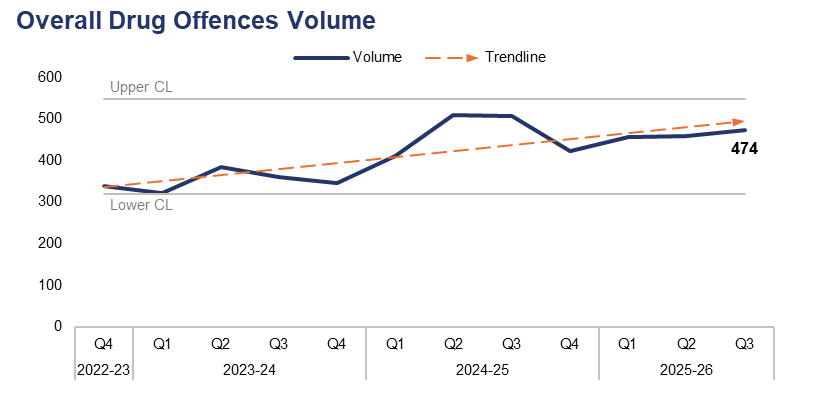 Overall Drug Offences Volume
Volume Trendline
600
Upper CL
500
400
300
Lower CL
200
100
0
474
Q4 Q1 Q2 Q3 Q4 Q1 Q2 Q3 Q4 Q1 Q2 Q3
2022-23 2023-24 2024-25 2025-26